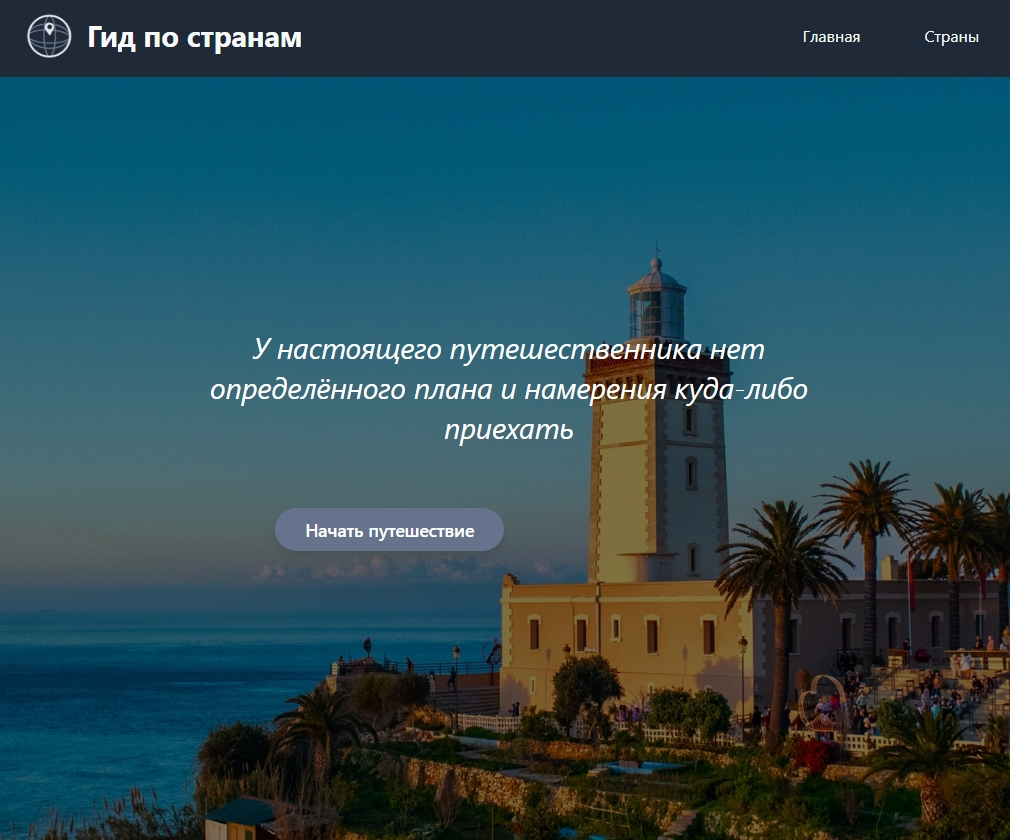 Гид по странам
Главная
Страны
У настоящего путешественника нет
определённого плана и намерения куда-либо
приехать
Начать путешествие